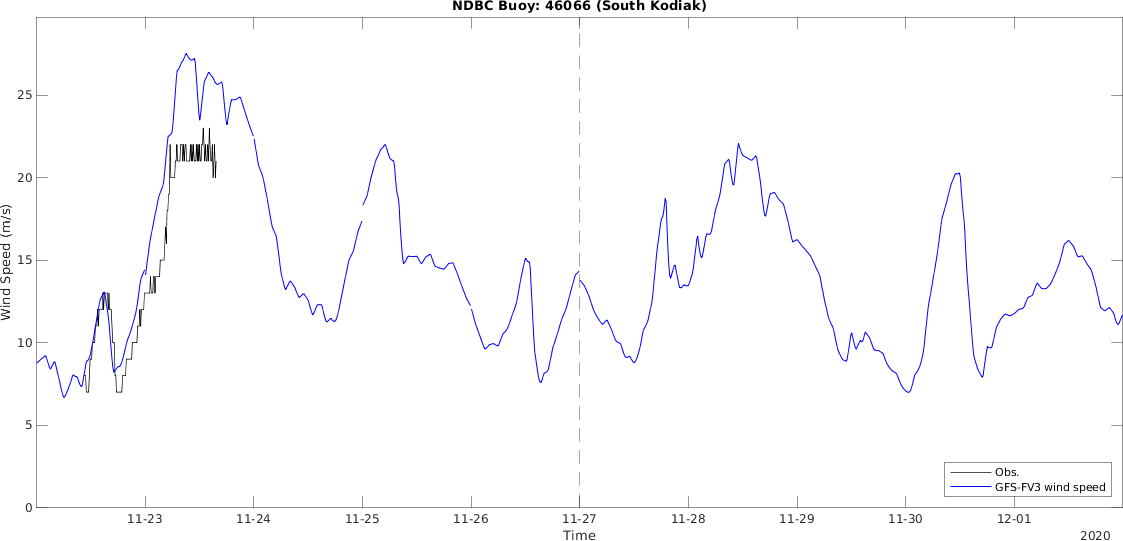 NDBC Buoy: 46066 (South Kodiak)
Wind Speed (m/s)
25
20
15
10
5
0
Obs.
GFS-FV3 wind speed
11-23 11-24 11-25 11-26 11-27 11-28 11-29 11-30 12-01
Time
2020